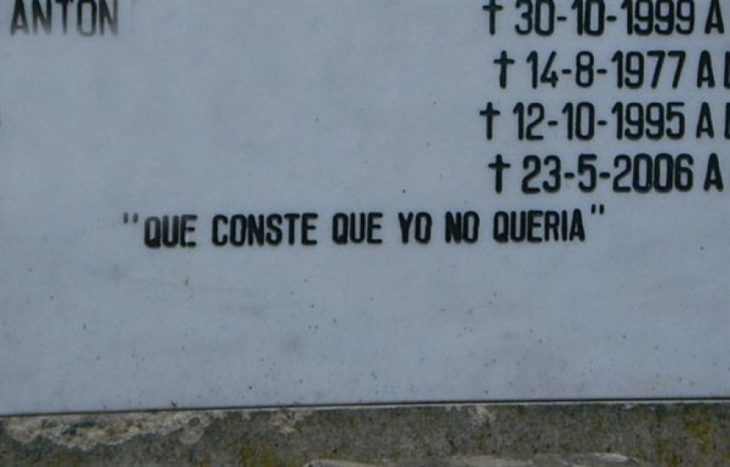 ANTON † 30-10-1999 A
† 14-8-1977 A
† 12-10-1995 A
† 23-5-2006 A
"QUE CONSTE QUE YO NO QUERIA"